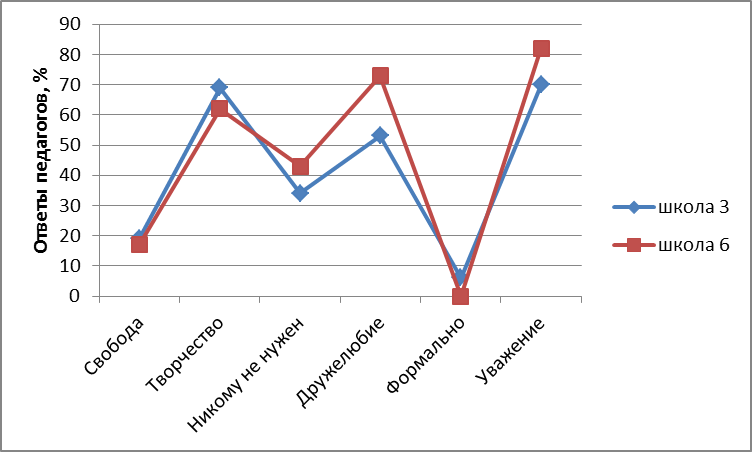 Ответы педагогов, %
90
80
70
60
50
40
30
20
10
0
Свобода
Творчество
Никому не нужен
Дружелюбие
Формально
Уважение
школа 3
школа 6